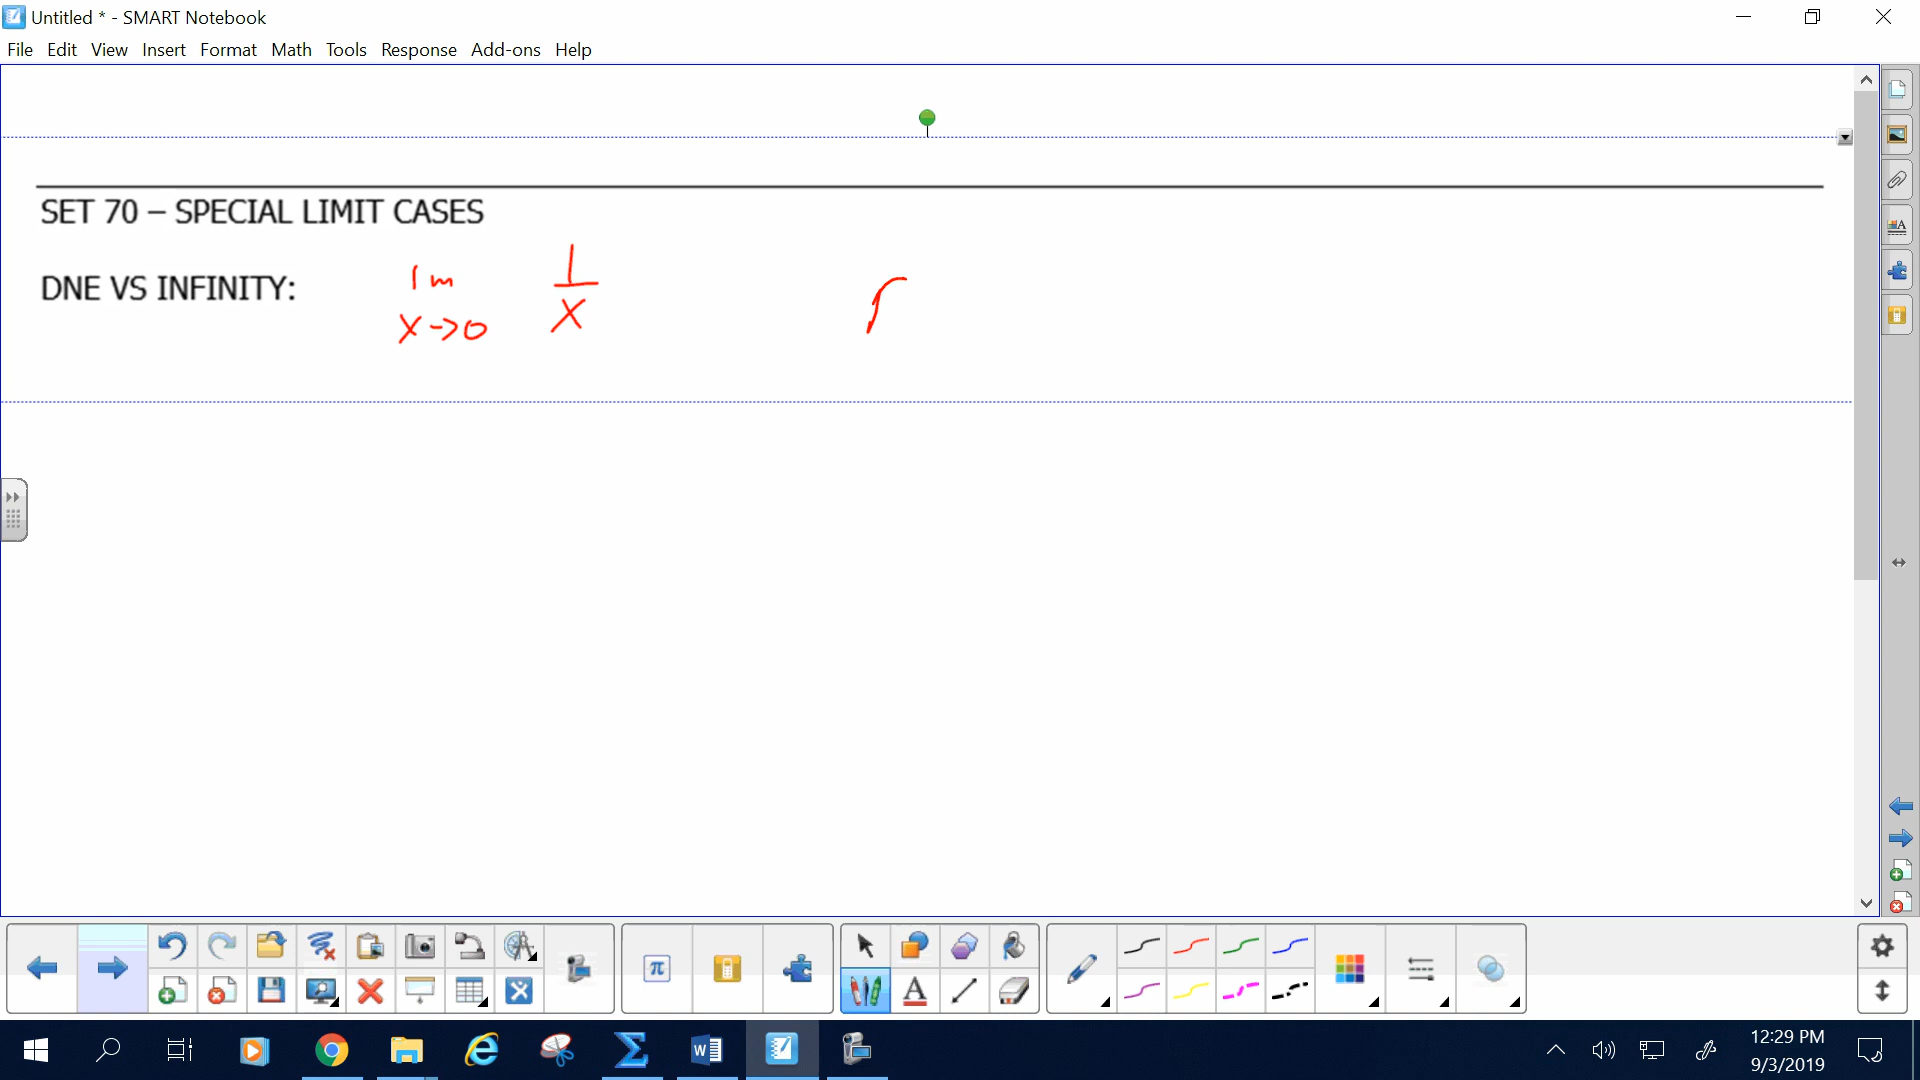 Untitled * - SMART Notebook
File Edit View Insert Format Math Tools Response Add-ons Help
SET 70 – SPECIAL LIMIT CASES
DNE VS INFINITY:
lim 1
x→0 x
12:29 PM
9/3/2019